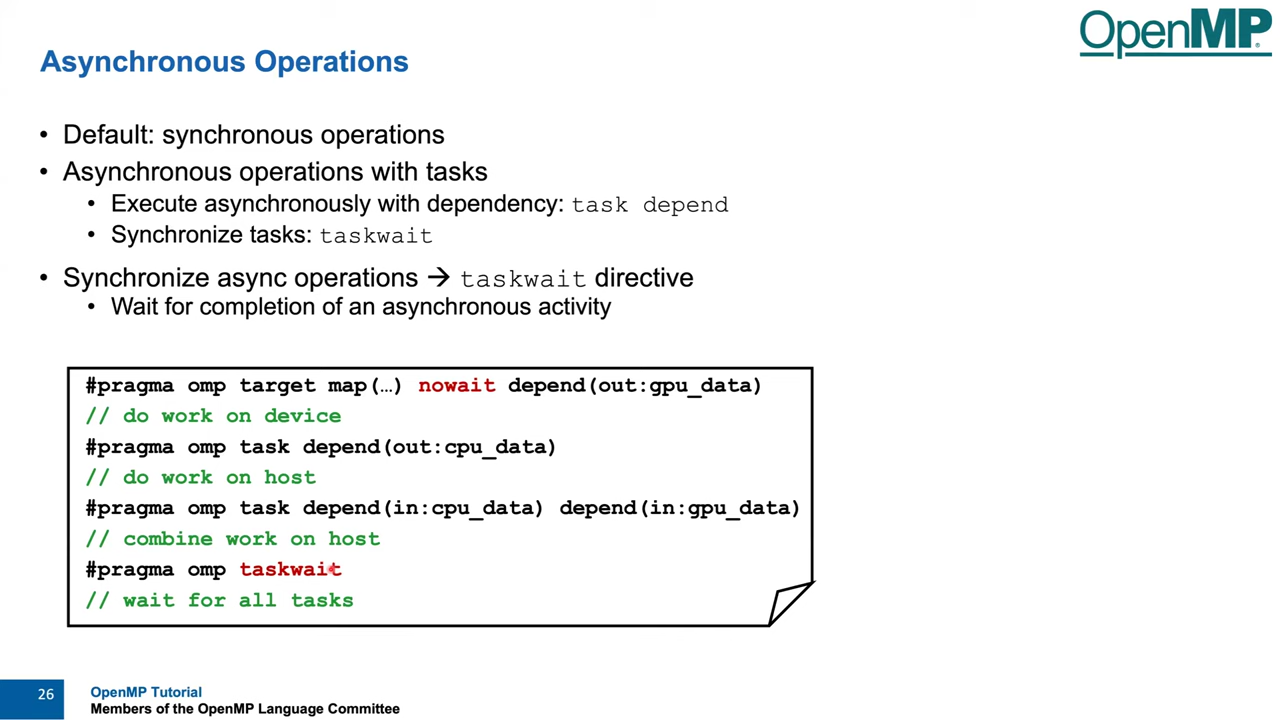 OpenMP
Asynchronous Operations
• Default: synchronous operations
• Asynchronous operations with tasks
• Execute asynchronously with dependency: task depend
• Synchronize tasks: taskwait
• Synchronize async operations → taskwait directive
• Wait for completion of an asynchronous activity
#pragma omp target map(…) nowait depend(out:gpu_data)
// do work on device
#pragma omp task depend(out:cpu_data)
// do work on host
#pragma omp task depend(in:cpu_data) depend(in:gpu_data)
// combine work on host
#pragma omp taskwait
// wait for all tasks
26
OpenMP Tutorial
Members of the OpenMP Language Committee